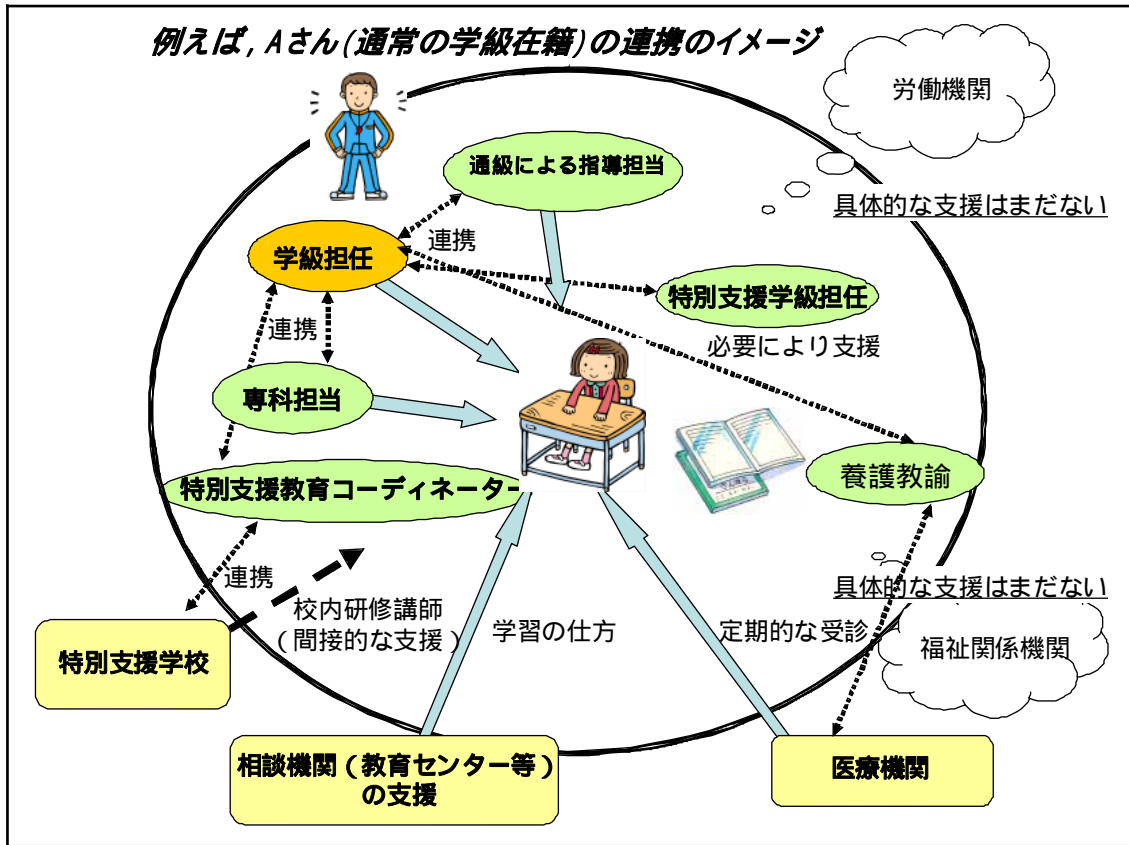 例えば,Aさん(通常の学級在籍)の連携のイメージ
労働機関
通級による指導担当
具体的な支援はまだない
連携
学級担任
特別支援学級担任
連携
必要により支援
専科担当
特別支援教育コーディネーター
養護教諭
連携
具体的な支援はまだない
校内研修講師
(間接的な支援)
学習の仕方
定期的な受診
福祉関係機関
特別支援学校
相談機関(教育センター等)
の支援
医療機関